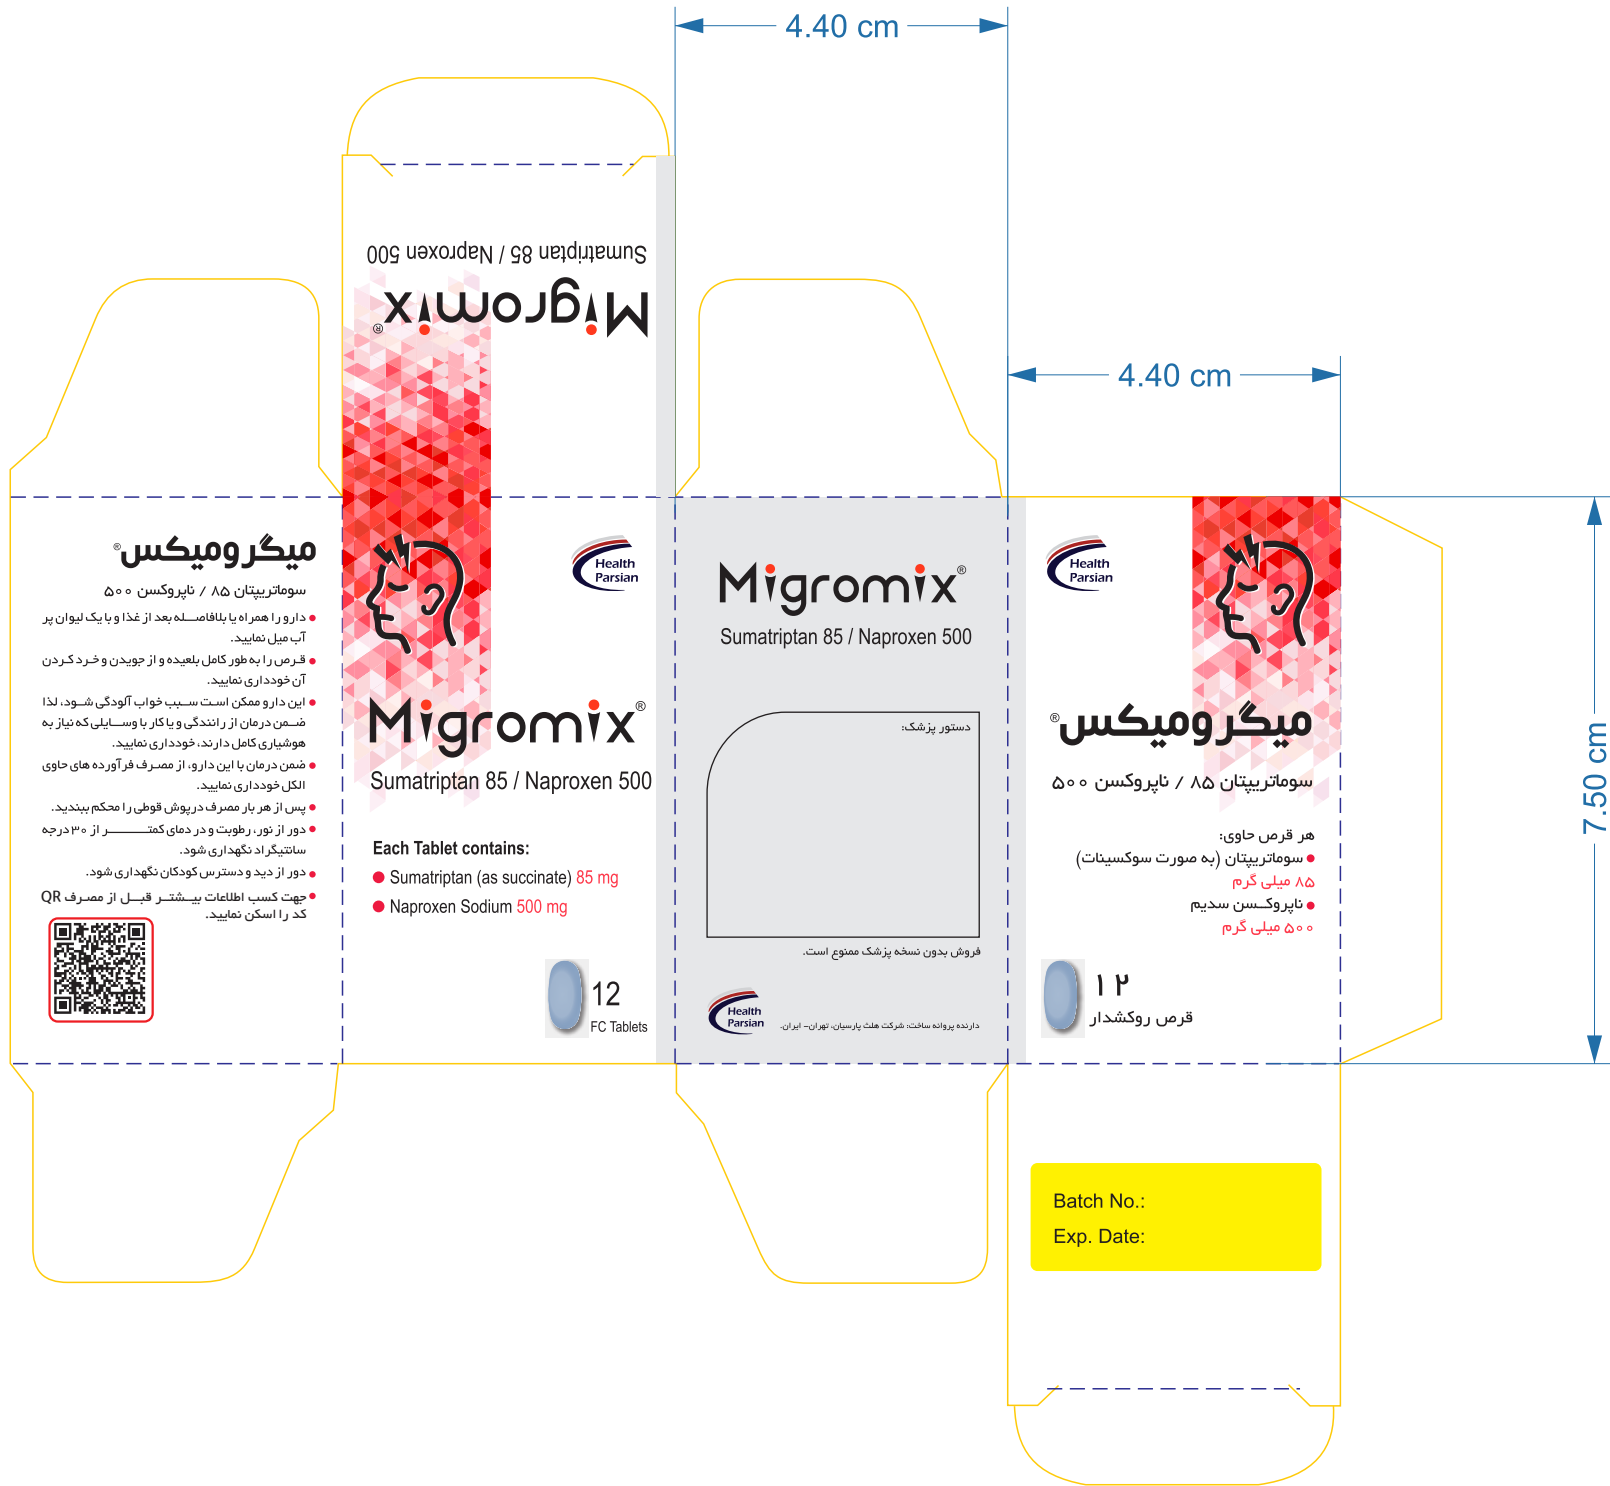 4.40 cm
Sumatriptan 85 / Naproxen 500
Migromix®
4.40 cm
7.50 cm
میگرومیکس®
سوماتریپتان ۸۵ / ناپروکسن ۵۰۰
● دارو را همراه یا بلافاصله بعد از غذا و با یک لیوان پر
آب میل نمایید.
● قرص را به طور کامل بلعیده و از جویدن و خرد کردن
آن خودداری نمایید.
● این دارو ممکن است سبب خواب آلودگی شود، لذا
ضمن درمان از رانندگی و یا کار با وسایلی که نیاز به
هوشیاری کامل دارند، خودداری نمایید.
● ضمن درمان با این دارو، از مصرف فرآورده های حاوی
الکل خودداری نمایید.
● پس از هر بار مصرف درپوش قوطی را محکم ببندید.
● دور از نور، رطوبت و در دمای کمتر از ۳۰ درجه
سانتیگراد نگهداری شود.
● دور از دید و دسترس کودکان نگهداری شود.
● جهت کسب اطلاعات بیشتر قبل از مصرف QR
کد را اسکن نمایید.
Health
Parsian
Migromix®
Sumatriptan 85 / Naproxen 500
Each Tablet contains:
● Sumatriptan (as succinate) 85 mg
● Naproxen Sodium 500 mg
12
FC Tablets
Migromix®
Sumatriptan 85 / Naproxen 500
دستور پزشک:
فروش بدون نسخه پزشک ممنوع است.
Health
Parsian
دارنده پروانه ساخت: شرکت هلث پارسیان، تهران- ایران.
Health
Parsian
میگرومیکس®
سوماتریپتان ۸۵ / ناپروکسن ۵۰۰
هر قرص حاوی:
● سوماتریپتان (به صورت سوکسینات)
۸۵ میلی گرم
● ناپروکسن سدیم
۵۰۰ میلی گرم
۱۲
قرص روکشدار
Batch No.:
Exp. Date: